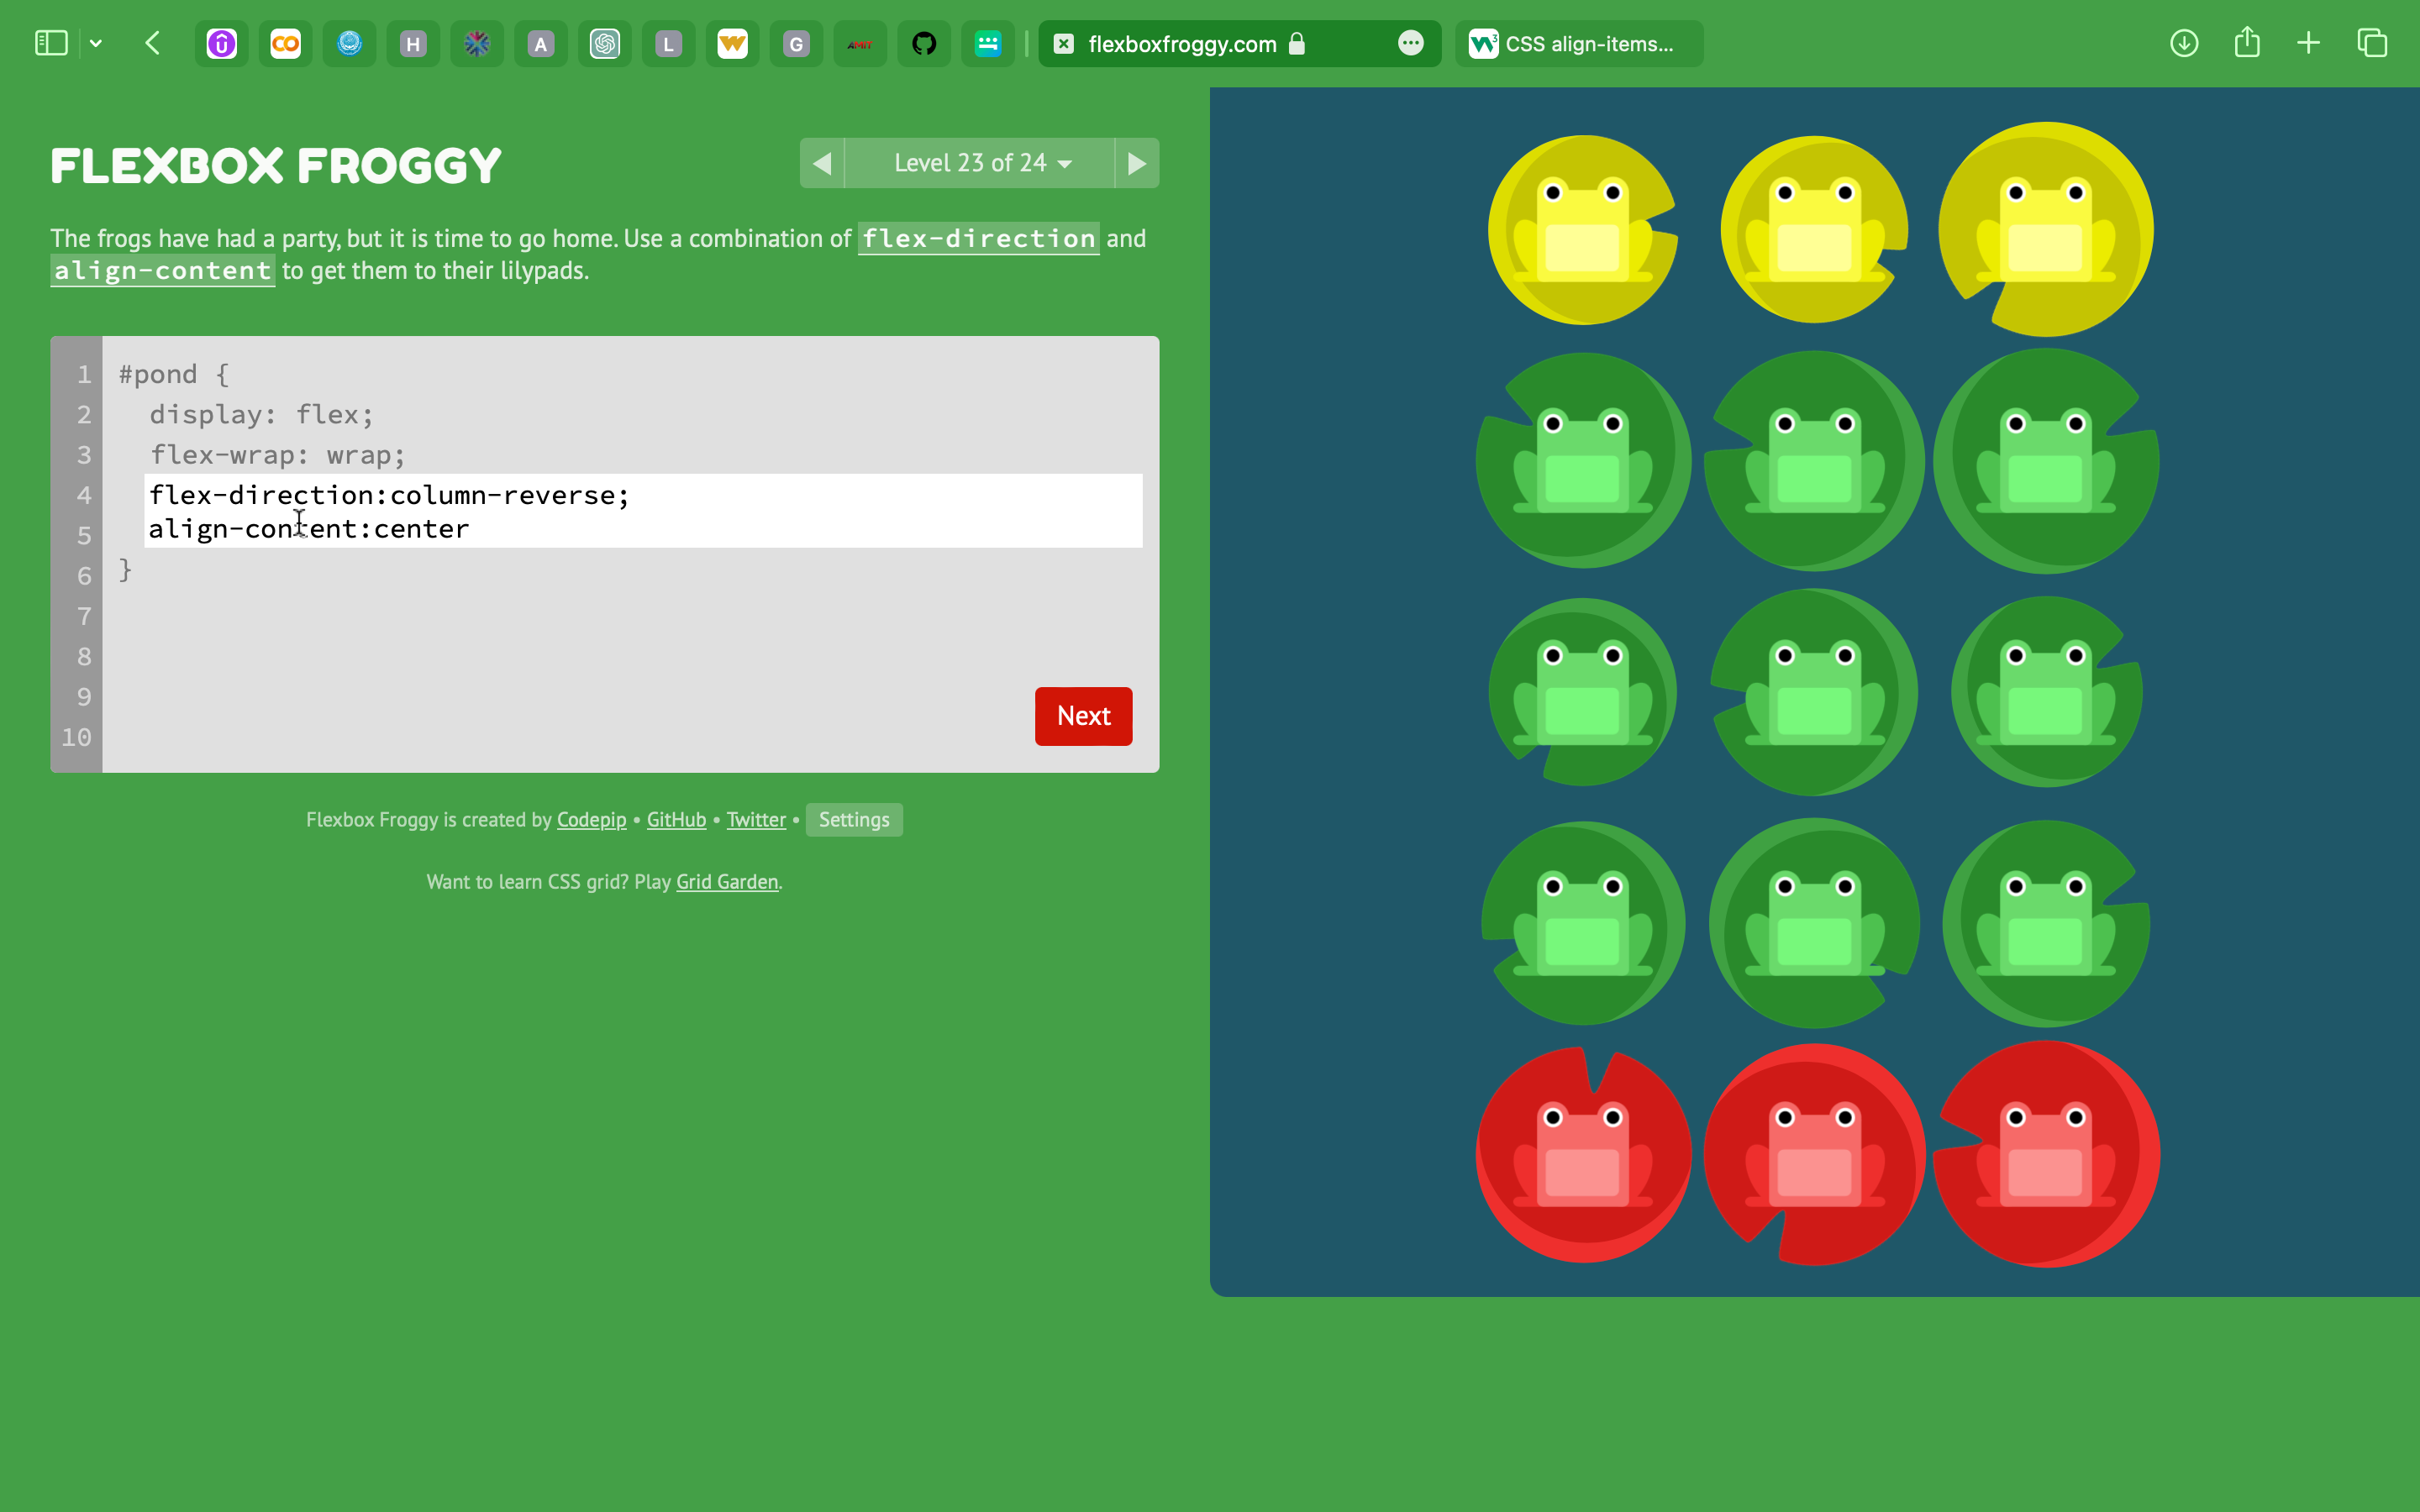 H
A
L
G
AMIT
flexboxfroggy.com
CSS align-items...
FLEXBOX FROGGY
Level 23 of 24
The frogs have had a party, but it is time to go home. Use a combination of flex-direction and
align-content to get them to their lilypads.
1 #pond {
2 display: flex;
3 flex-wrap: wrap;
4 flex-direction:column-reverse;
5 align-content:center
6 }
7
8
9
10
Next
Flexbox Froggy is created by Codepip • GitHub • Twitter • Settings
Want to learn CSS grid? Play Grid Garden.